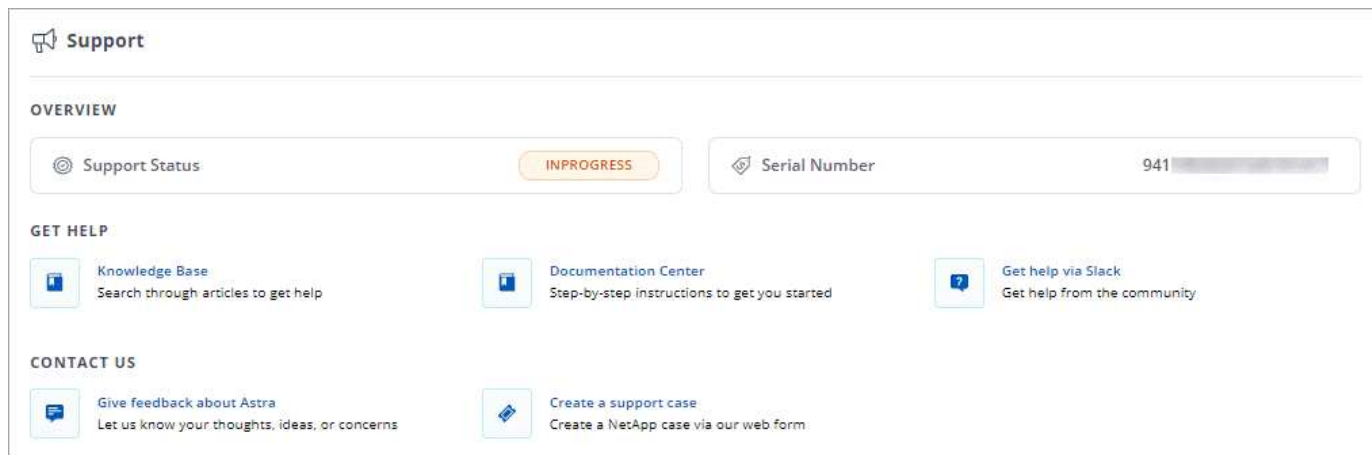 Support
OVERVIEW
Support Status INPROGRESS
Serial Number 941
GET HELP
Knowledge Base
Search through articles to get help
Documentation Center
Step-by-step instructions to get you started
Get help via Slack
Get help from the community
CONTACT US
Give feedback about Astra
Let us know your thoughts, ideas, or concerns
Create a support case
Create a NetApp case via our web form